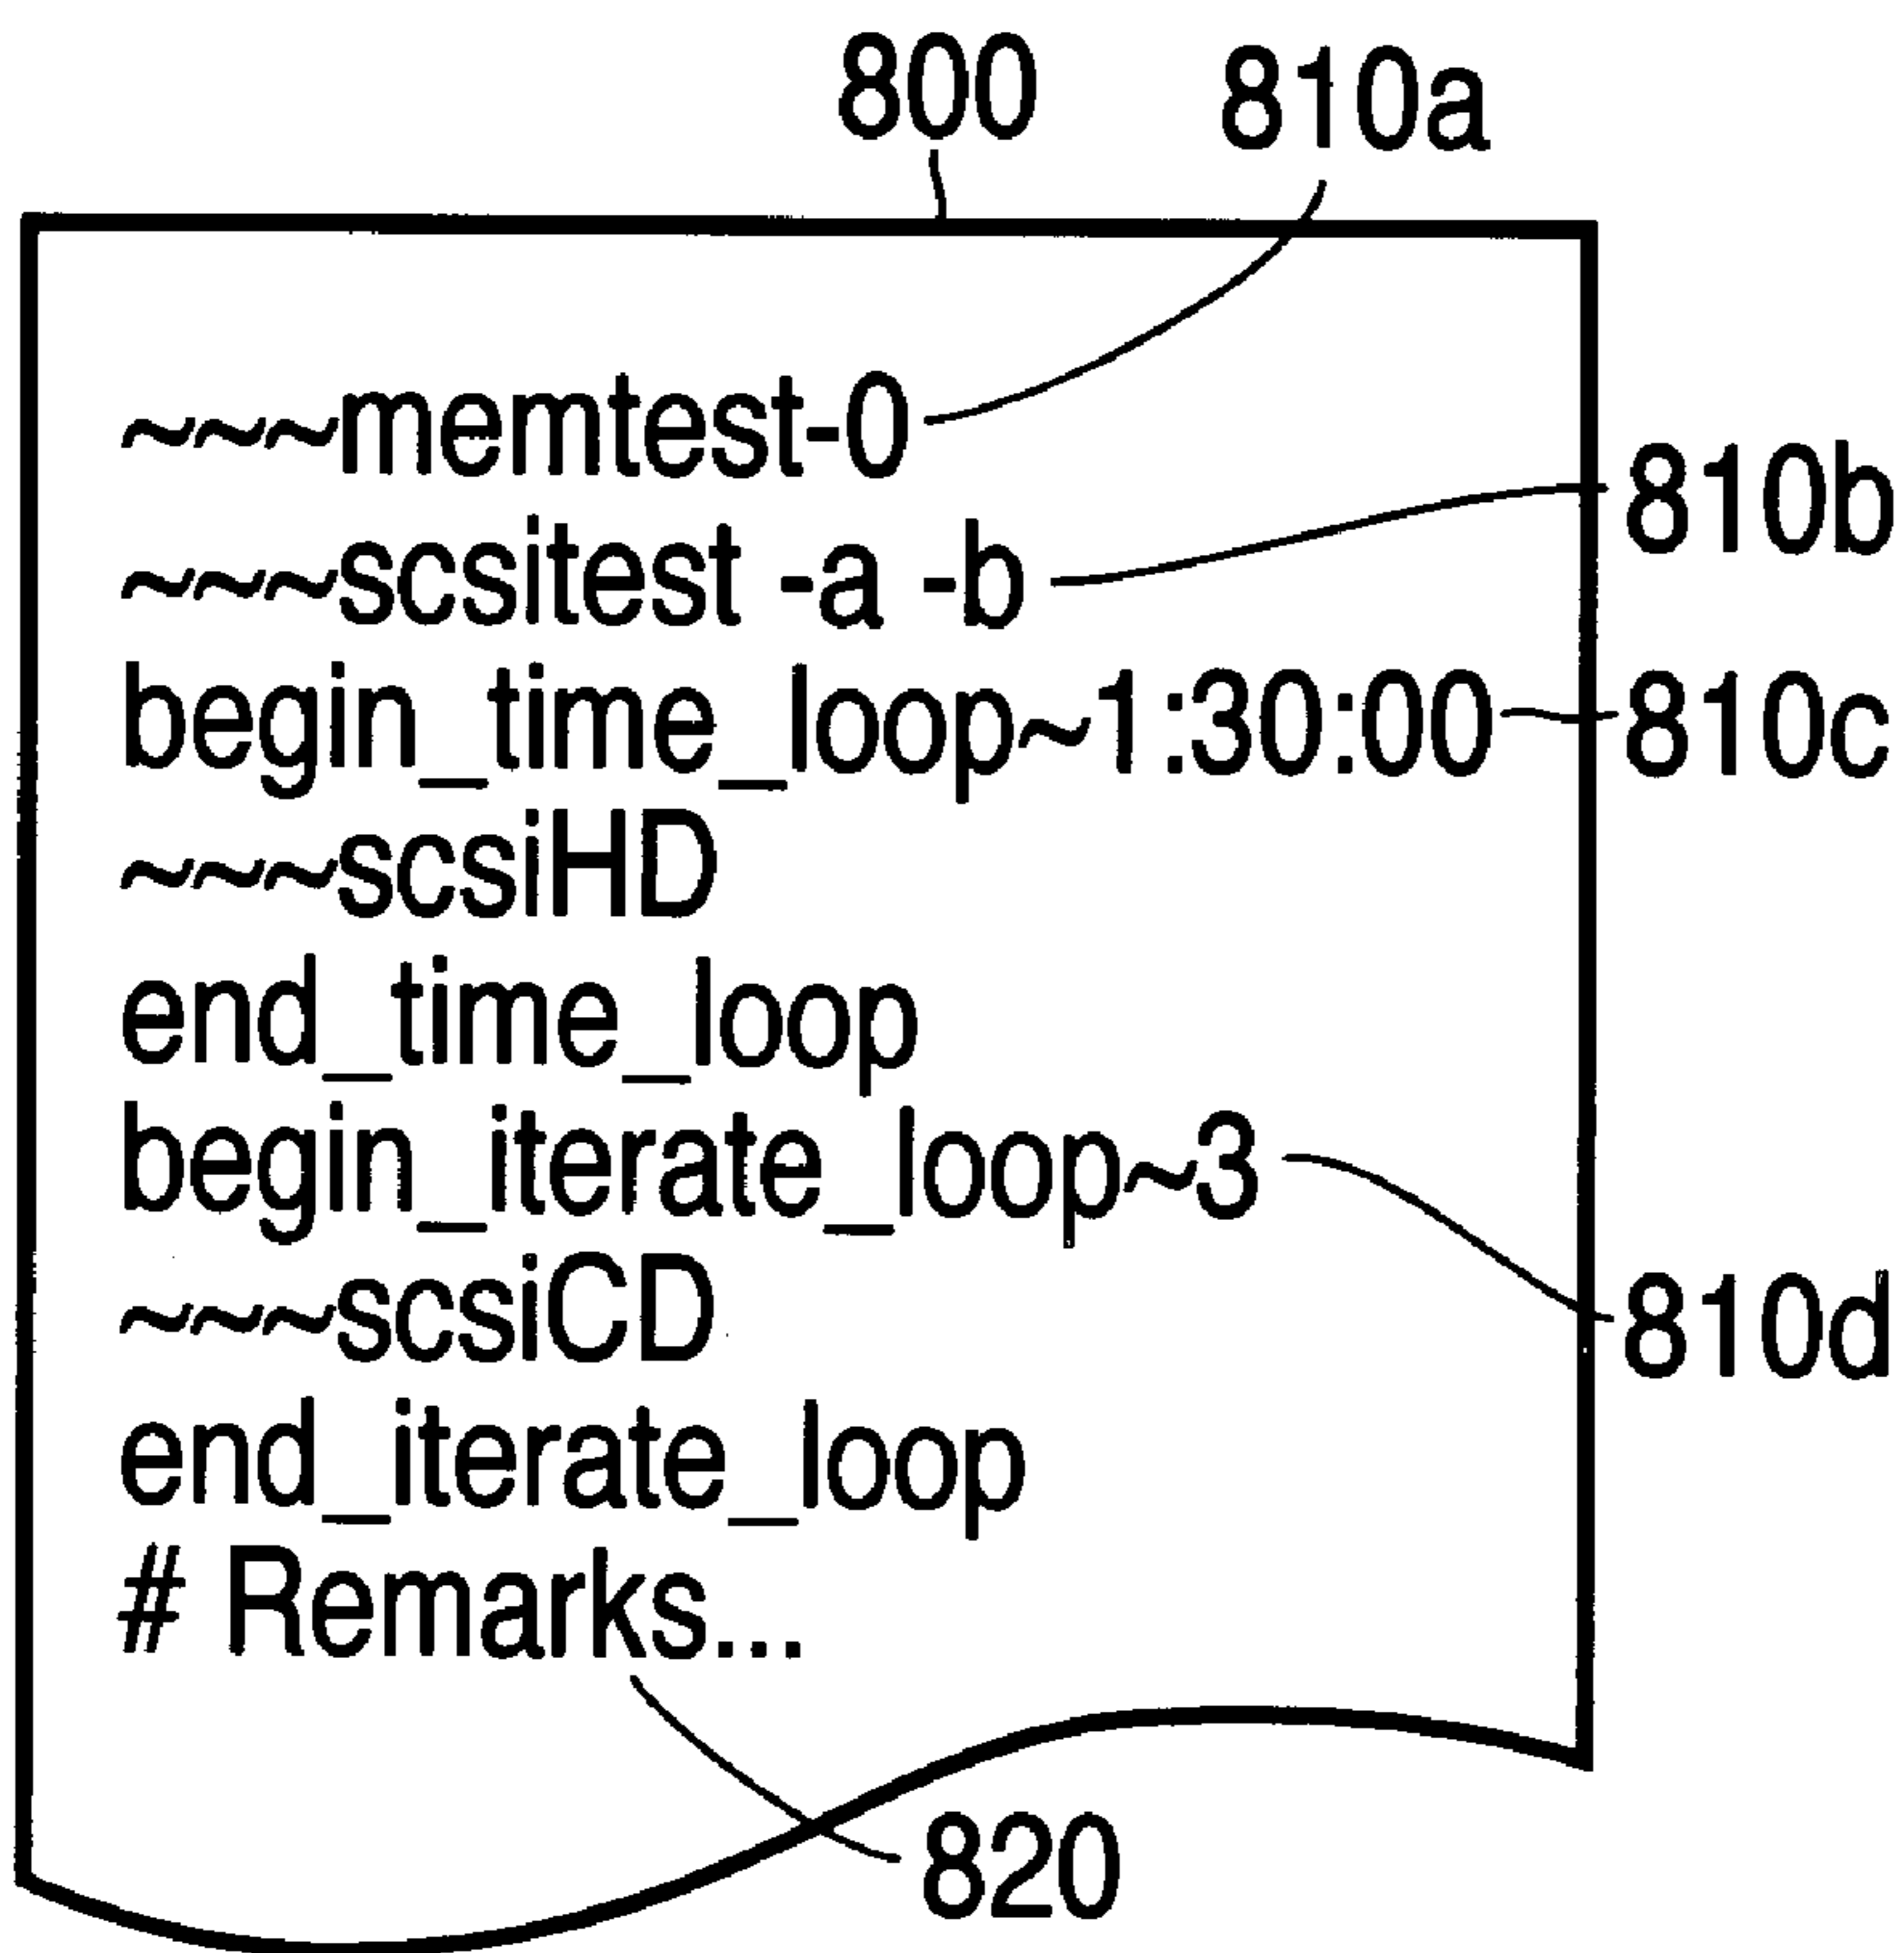 800 810a
~~~memtest-0
810b
~~~scsitest -a -b
begin_time_loop~1:30:00 810c
~~~scsiHD
end_time_loop
begin_iterate_loop~3
~~~scsiCD 810d
end_iterate_loop
# Remarks...
820